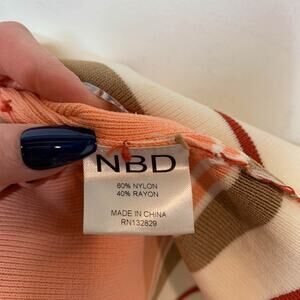 NBD
60% NYLON
40% RAYON
MADE IN CHINA
RN132829